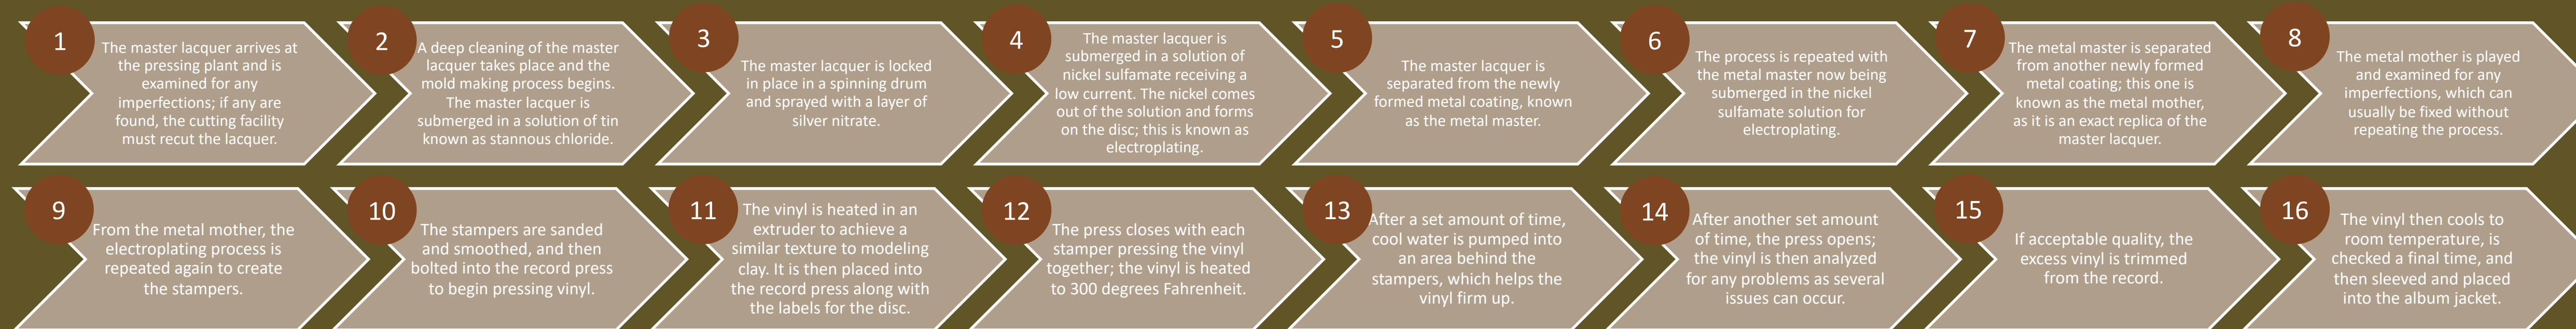 1
The master lacquer arrives at
the pressing plant and is
examined for any
imperfections; if any are
found, the cutting facility
must recut the lacquer.
2
A deep cleaning of the master
lacquer takes place and the
mold making process begins.
The master lacquer is
submerged in a solution of tin
known as stannous chloride.
3
The master lacquer is locked
in place in a spinning drum
and sprayed with a layer of
silver nitrate.
4
The master lacquer is
submerged in a solution of
nickel sulfamate receiving a
low current. The nickel comes
out of the solution and forms
on the disc; this is known as
electroplating.
5
The master lacquer is
separated from the newly
formed metal coating, known
as the metal master.
6
The process is repeated with
the metal master now being
submerged in the nickel
sulfamate solution for
electroplating.
7
The metal master is separated
from another newly formed
metal coating; this one is
known as the metal mother,
as it is an exact replica of the
master lacquer.
8
The metal mother is played
and examined for any
imperfections, which can
usually be fixed without
repeating the process.
9
From the metal mother, the
electroplating process is
repeated again to create
the stampers.
10
The stampers are sanded
and smoothed, and then
bolted into the record press
to begin pressing vinyl.
11
The vinyl is heated in an
extruder to achieve a
similar texture to modeling
clay. It is then placed into
the record press along with
the labels for the disc.
12
The press closes with each
stamper pressing the vinyl
together; the vinyl is heated
to 300 degrees Fahrenheit.
13
After a set amount of time,
cool water is pumped into
an area behind the
stampers, which helps the
vinyl firm up.
14
After another set amount
of time, the press opens;
the vinyl is then analyzed
for any problems as several
issues can occur.
15
If acceptable quality, the
excess vinyl is trimmed
from the record.
16
The vinyl then cools to
room temperature, is
checked a final time, and
then sleeved and placed
into the album jacket.